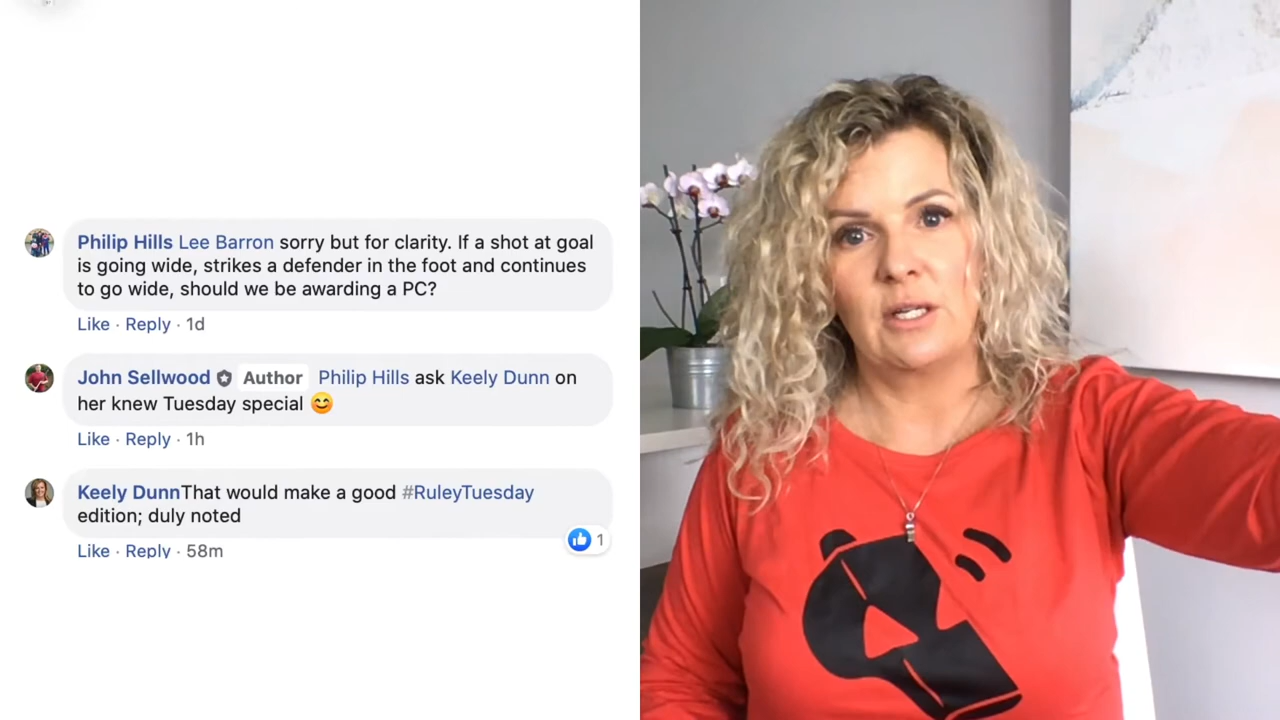 Philip Hills Lee Barron sorry but for clarity. If a shot at goal
is going wide, strikes a defender in the foot and continues
to go wide, should we be awarding a PC?
Like · Reply · 1d
John Sellwood Author Philip Hills ask Keely Dunn on
her knew Tuesday special 😊
Like · Reply · 1h
Keely DunnThat would make a good #RuleyTuesday
edition; duly noted
1
Like · Reply · 58m